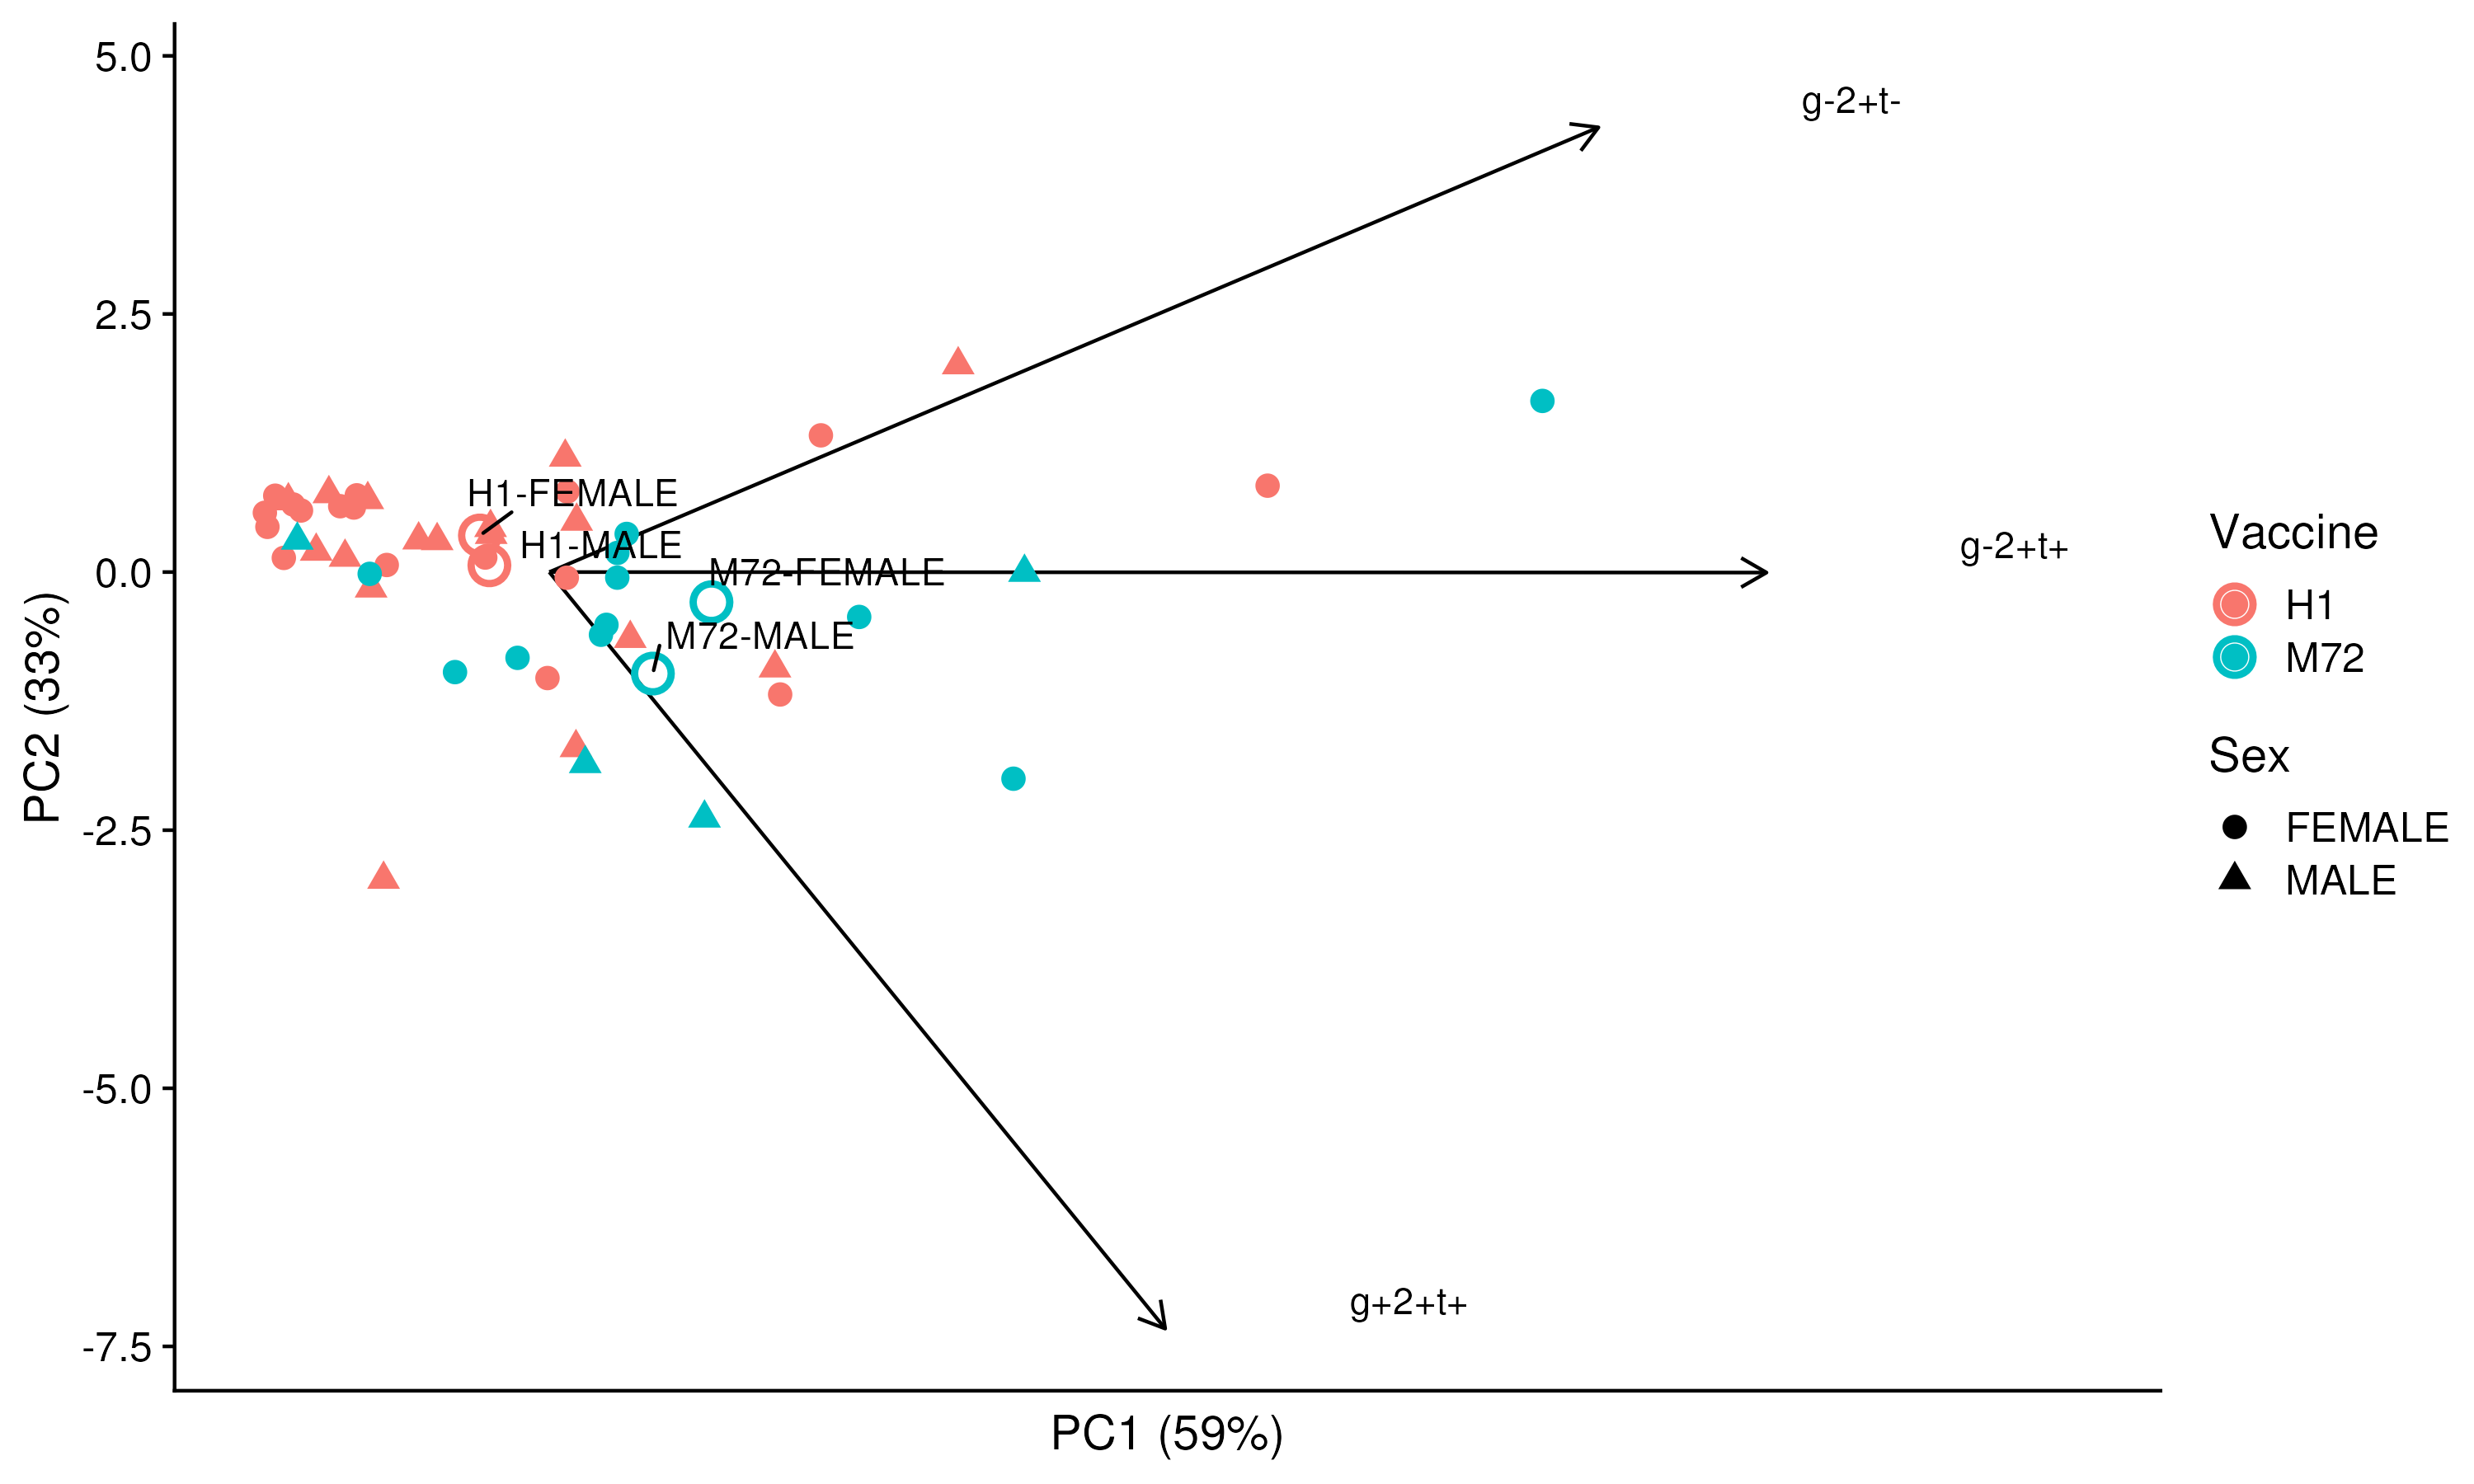 5.0
2.5
0.0
-2.5
-5.0
-7.5
PC2 (33%)
PC1 (59%)
g-2+t-
g-2+t+
g+2+t+
H1-FEMALE
H1-MALE
M72-FEMALE
M72-MALE
Vaccine
H1
M72
Sex
FEMALE
MALE